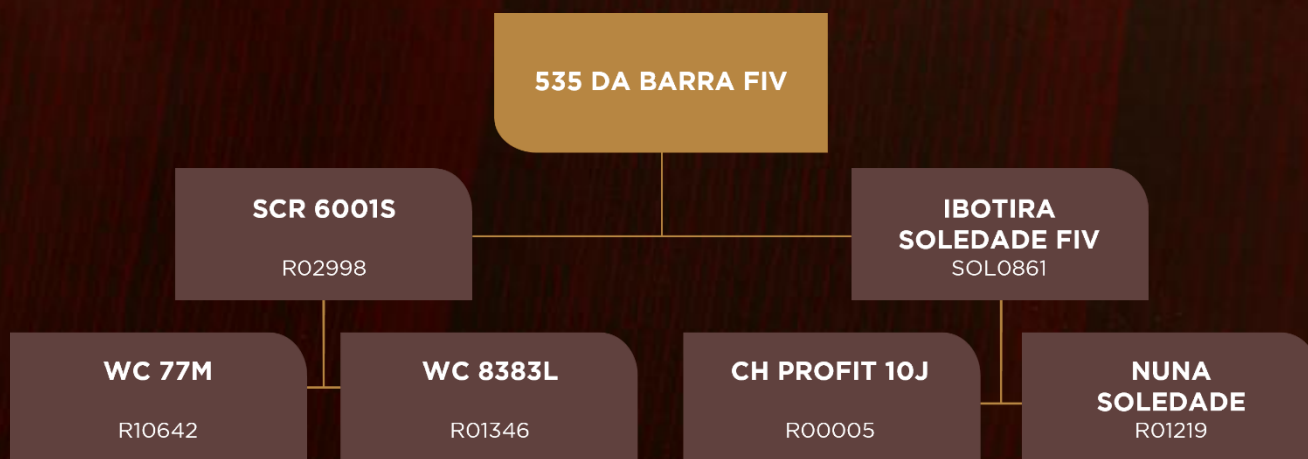 535 DA BARRA FIV
SCR 6001S
R02998
IBOTIRA
SOLEDADE FIV
SOL0861
WC 77M
R10642
WC 8383L
R01346
CH PROFIT 10J
R00005
NUNA
SOLEDADE
R01219